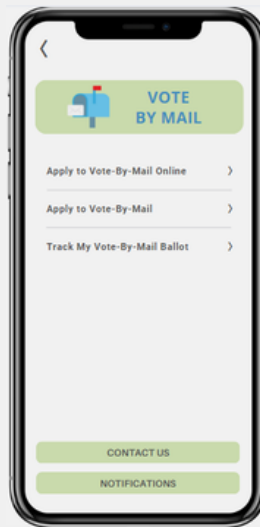 VOTE
BY MAIL
Apply to Vote-By-Mail Online
Apply to Vote-By-Mail
Track My Vote-By-Mail Ballot
CONTACT US
NOTIFICATIONS